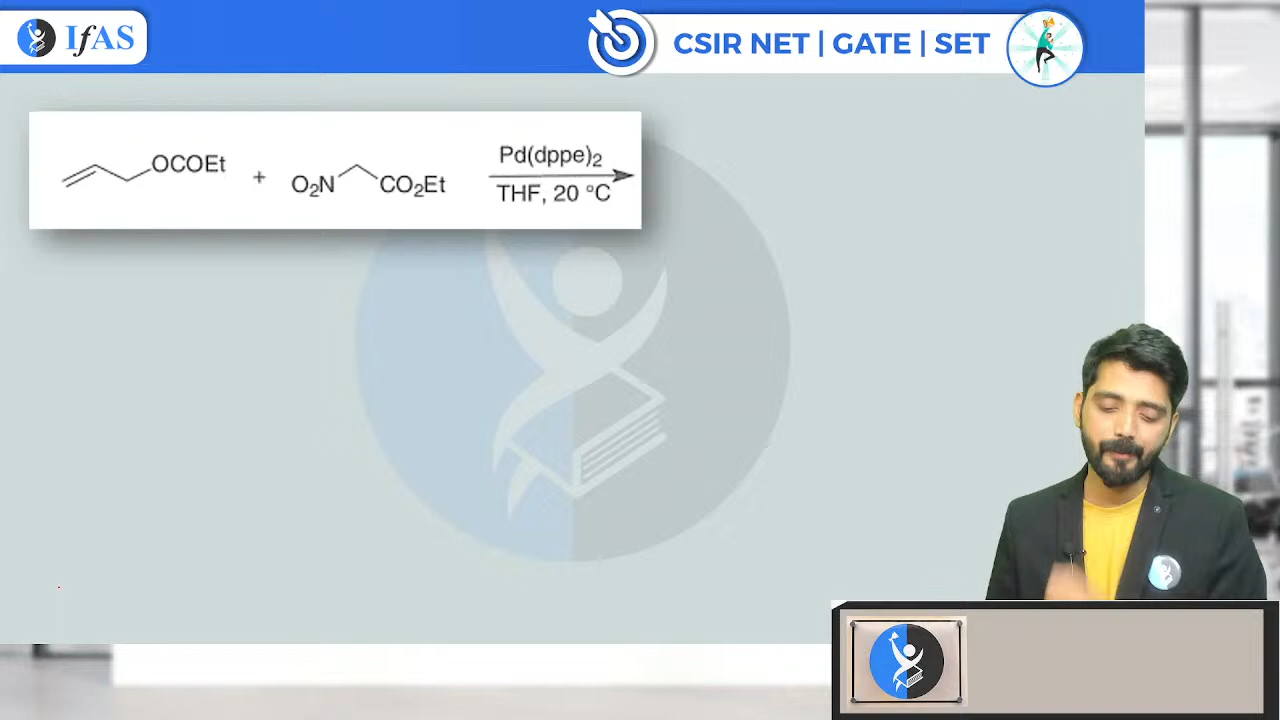 IfAS
CSIR NET | GATE | SET
OCOEt
+
O₂N
CO₂Et
Pd(dppe)₂
THF, 20 °C